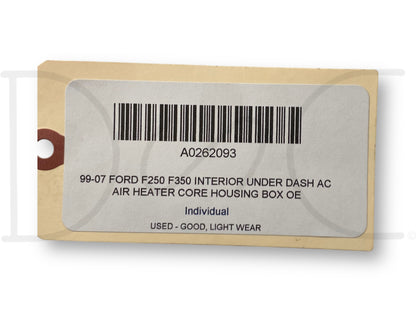 A0262093
99-07 FORD F250 F350 INTERIOR UNDER DASH AC
AIR HEATER CORE HOUSING BOX OE
Individual
USED - GOOD, LIGHT WEAR